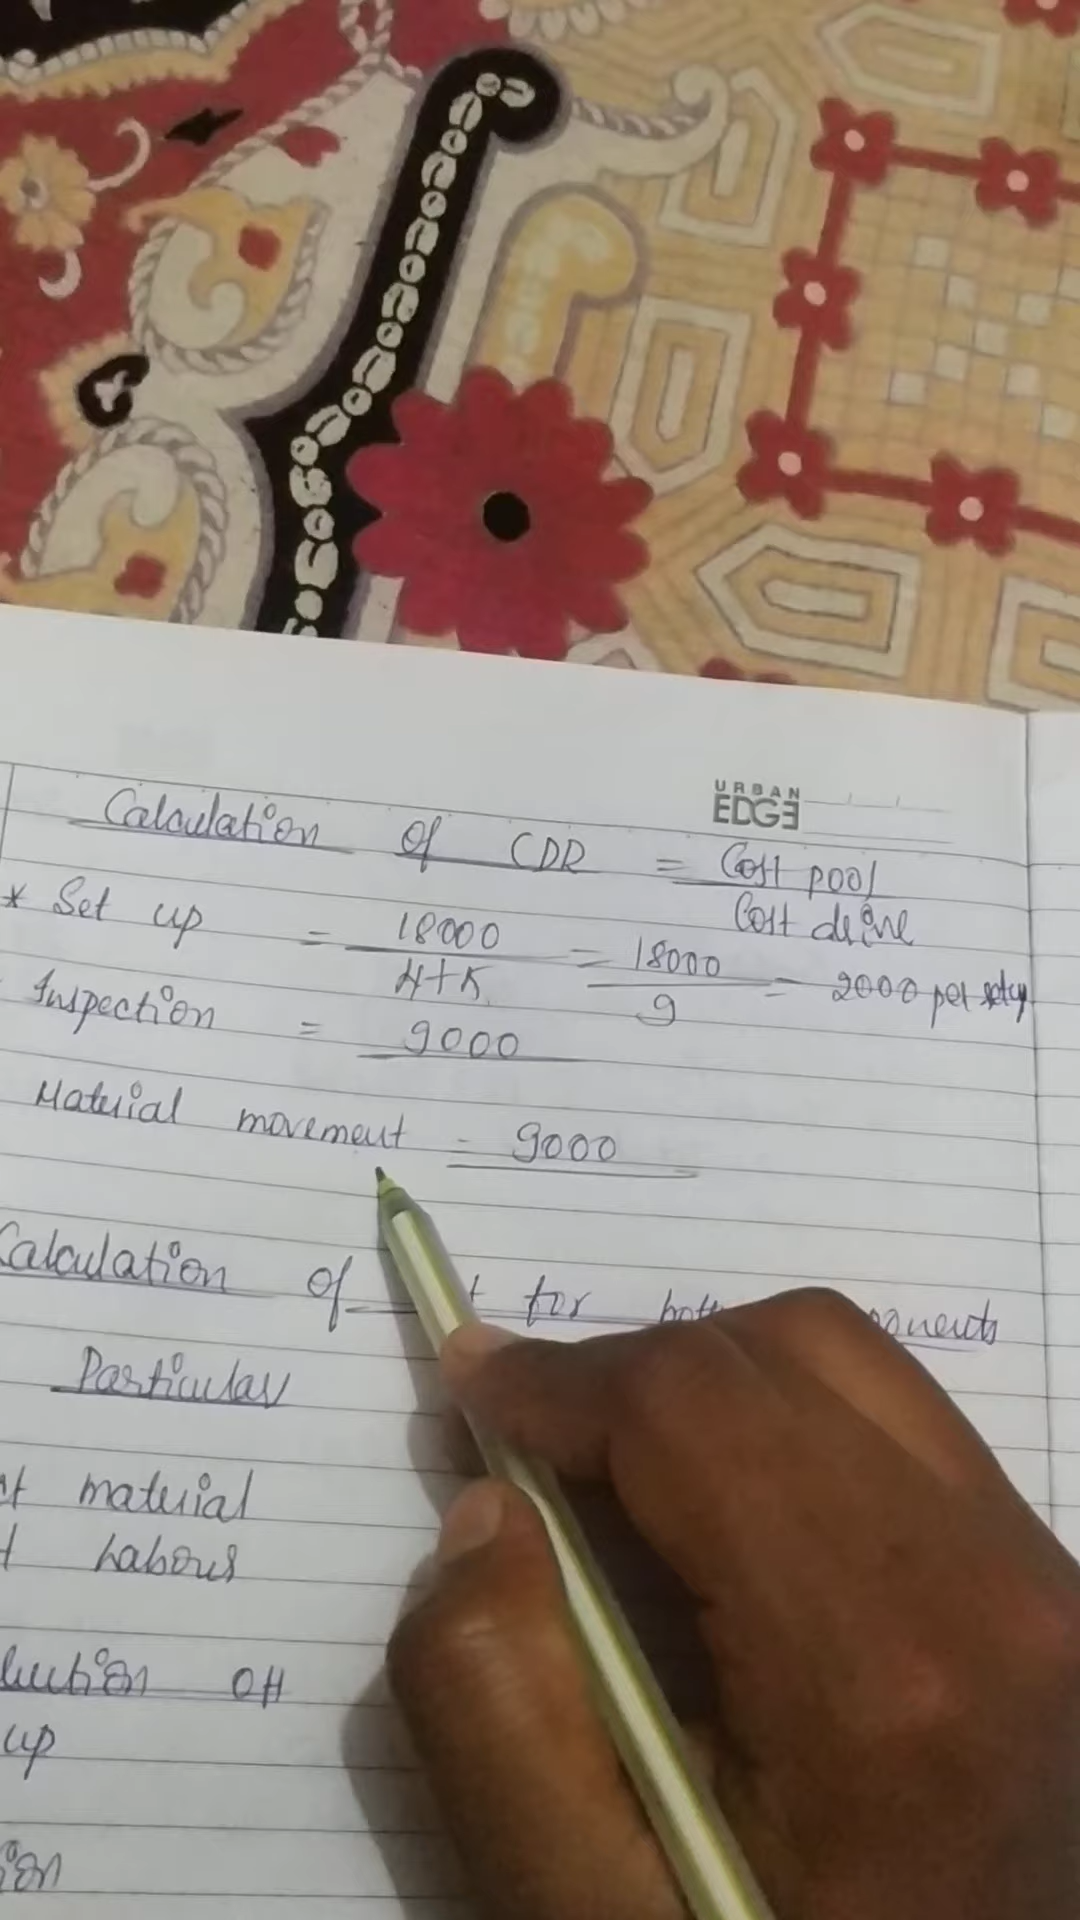 URBAN
EDGE
Calculation of CDR = Cost pool
Cost drive
* Set up = 18000 = 18000 = 2000 per setup
4+5 9
Inspection = 9000
Material movement = 9000
Calculation of for components
Particular
material
Labour
OH
up